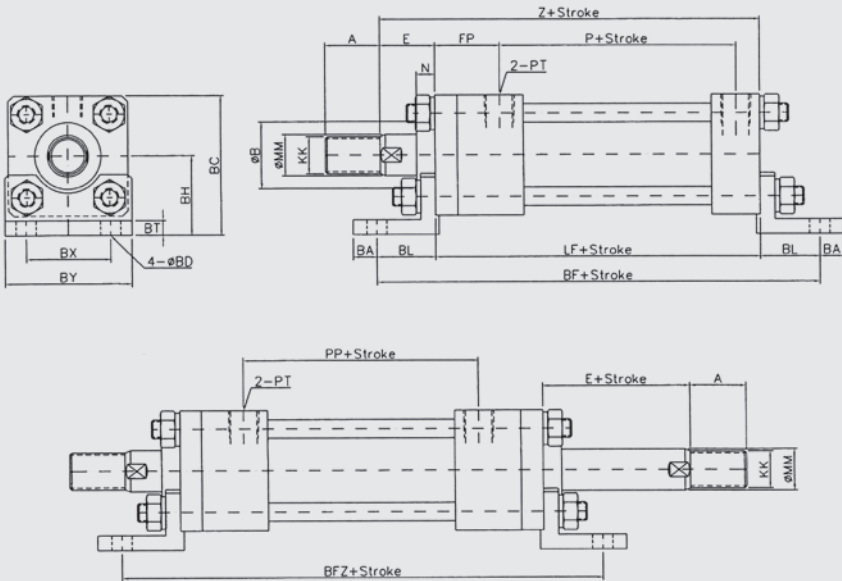 Z+Stroke
A
E
FP
P+Stroke
N
2-PT
øB
øMM
KK
BC
BH
BT
BX
4-øBD
BY
BA
BL
LF+Stroke
BL
BA
BF+Stroke
PP+Stroke
2-PT
E+Stroke
A
KK
øMM
BFZ+Stroke